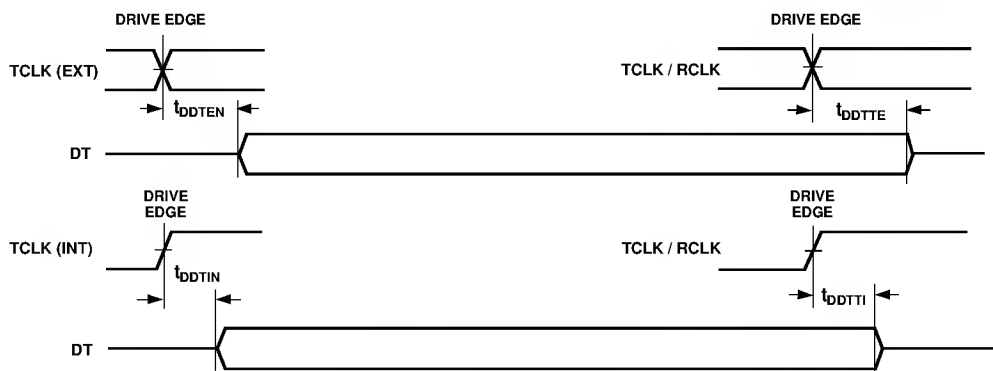 DRIVE EDGE
DRIVE EDGE
TCLK (EXT)
TCLK / RCLK
tDDTEN
tDDTTE
DT
DRIVE
EDGE
DRIVE
EDGE
TCLK (INT)
TCLK / RCLK
tDDTIN
tDDTTI
DT